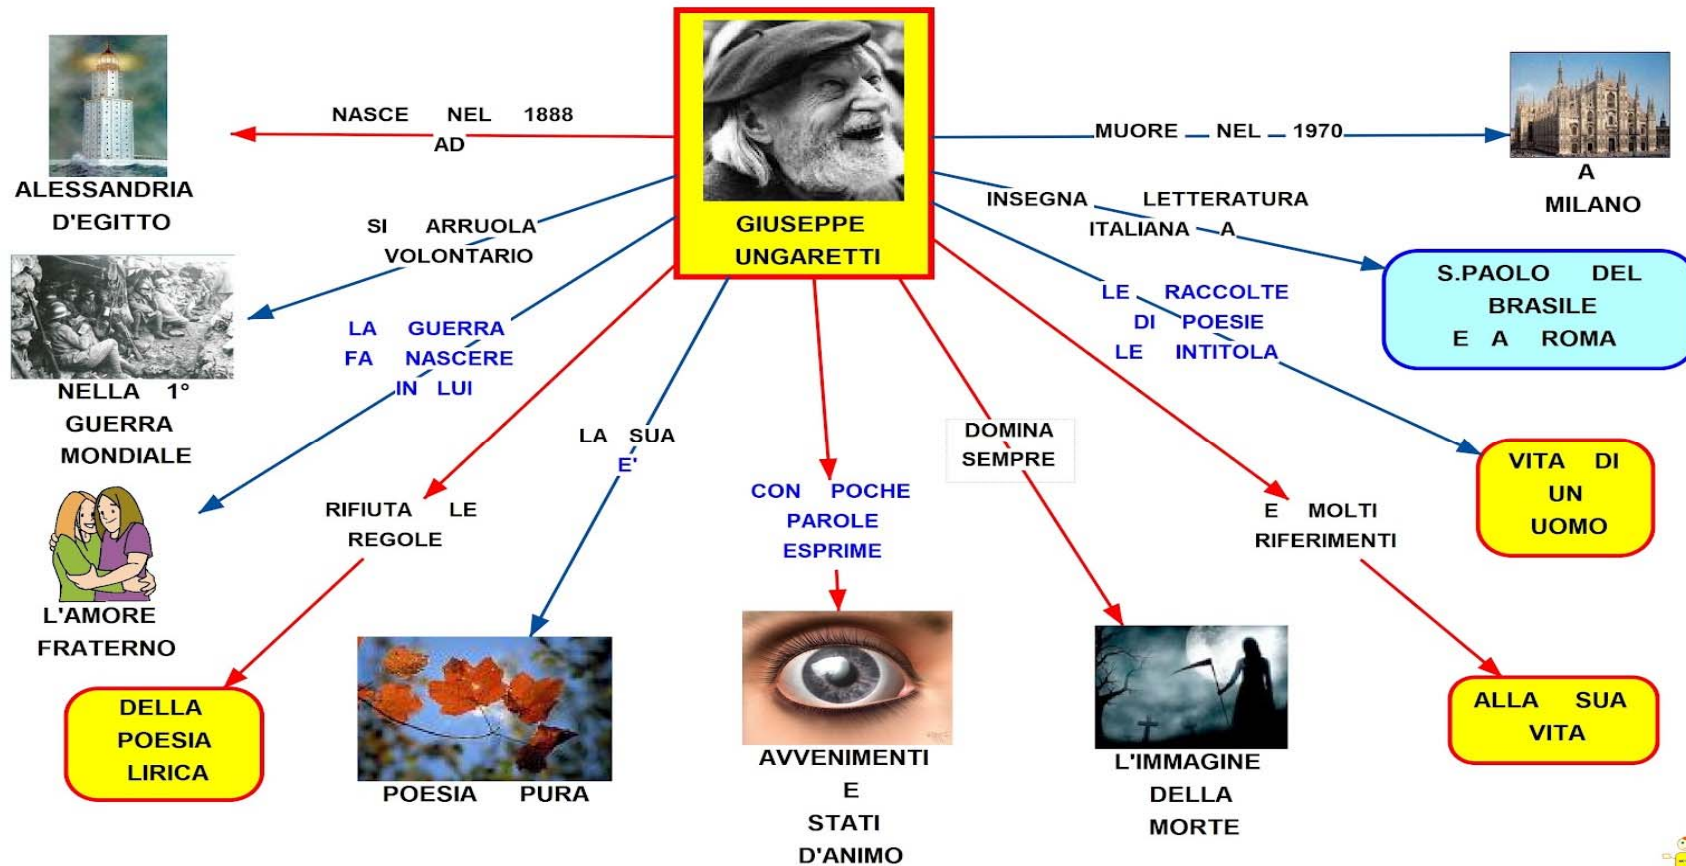 GIUSEPPE
UNGARETTI
NASCE NEL 1888
AD
ALESSANDRIA
D'EGITTO
SI ARRUOLA
VOLONTARIO
NELLA 1°
GUERRA
MONDIALE
LA GUERRA
FA NASCERE
IN LUI
L'AMORE
FRATERNO
RIFIUTA LE
REGOLE
DELLA
POESIA
LIRICA
LA SUA
E'
POESIA PURA
CON POCHE
PAROLE
ESPRIME
AVVENIMENTI
E
STATI
D'ANIMO
DOMINA
SEMPRE
L'IMMAGINE
DELLA
MORTE
E MOLTI
RIFERIMENTI
ALLA SUA
VITA
LE RACCOLTE
DI POESIE
LE INTITOLA
VITA DI
UN
UOMO
INSEGNA LETTERATURA
ITALIANA A
S.PAOLO DEL
BRASILE
E A ROMA
MUORE NEL 1970
A
MILANO